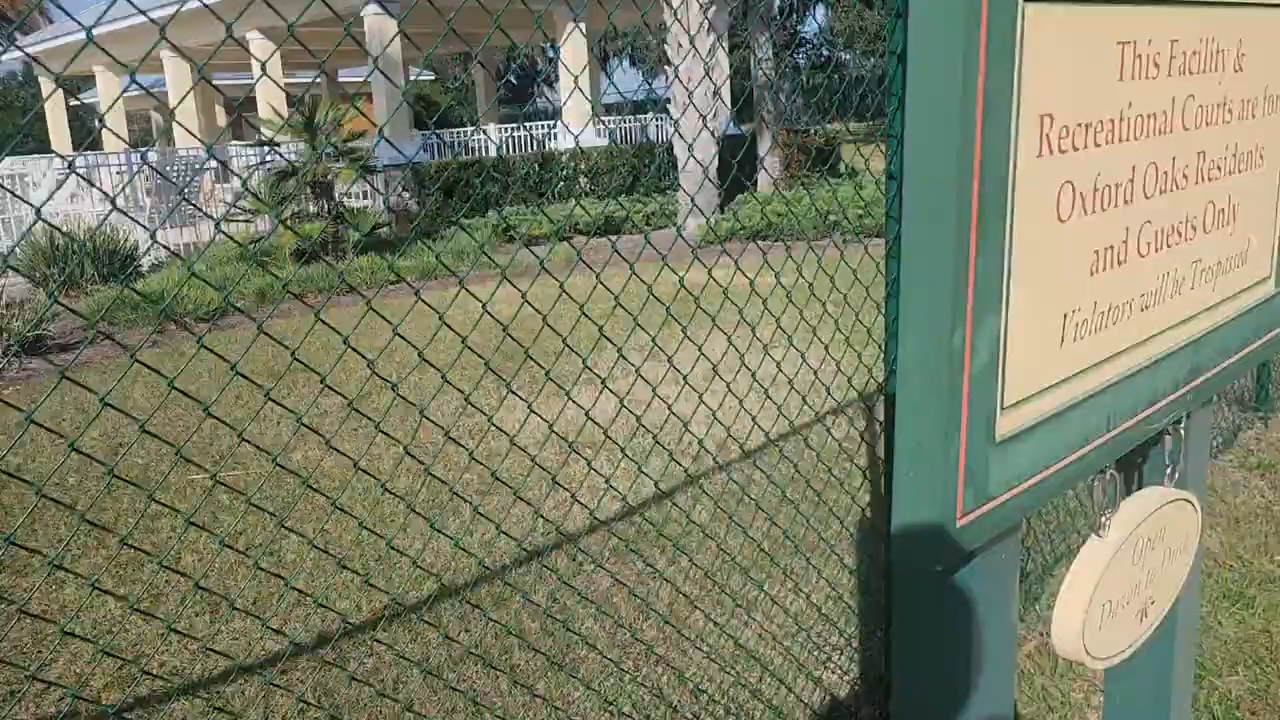 This Facility &
Recreational Courts are for
Oxford Oaks Residents
and Guests Only
Violators will be Trespassed
Open
Dawn to Dusk